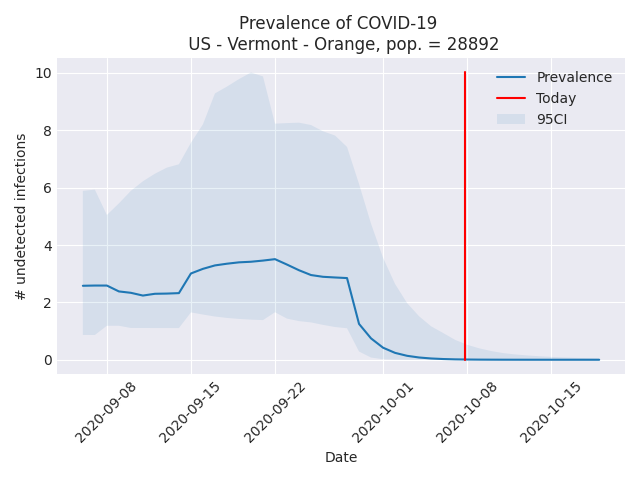 Prevalence of COVID-19
US - Vermont - Orange, pop. = 28892
Prevalence
Today
95CI
10
8
6
4
2
0
# undetected infections
2020-09-08
2020-09-15
2020-09-22
2020-10-01
2020-10-08
2020-10-15
Date